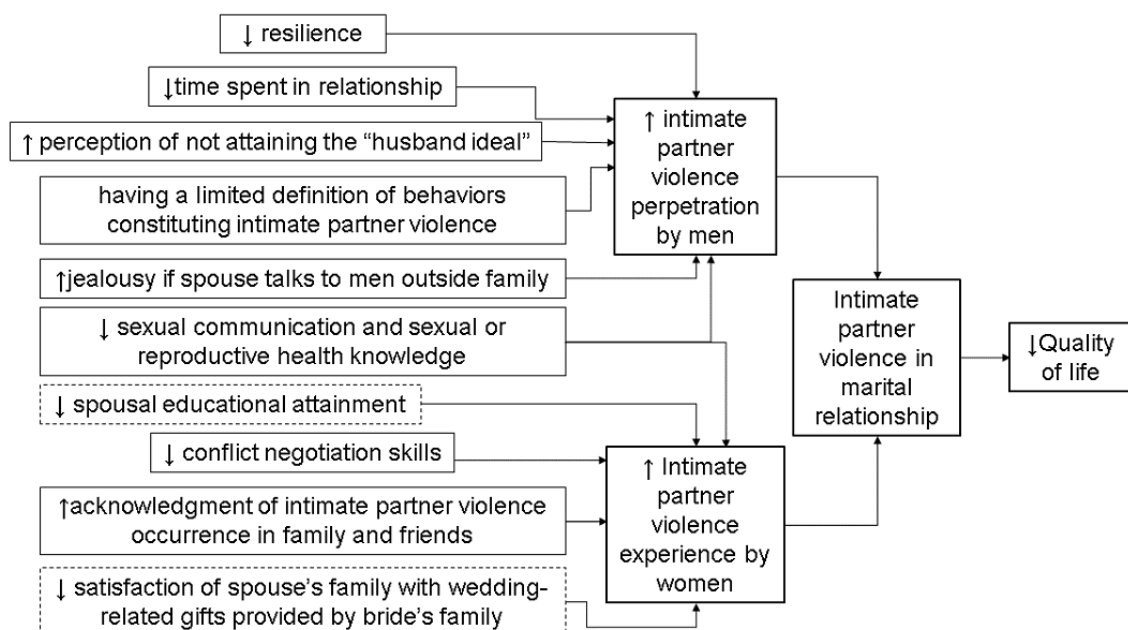 ↓ resilience
↓time spent in relationship
↑ perception of not attaining the “husband ideal”
having a limited definition of behaviors
constituting intimate partner violence
↑jealousy if spouse talks to men outside family
↓ sexual communication and sexual or
reproductive health knowledge
↓ spousal educational attainment
↓ conflict negotiation skills
↑acknowledgment of intimate partner violence
occurrence in family and friends
↓ satisfaction of spouse’s family with wedding-
related gifts provided by bride’s family
↑ intimate
partner
violence
perpetration
by men
↑ Intimate
partner
violence
experience by
women
Intimate
partner
violence in
marital
relationship
↓Quality
of life